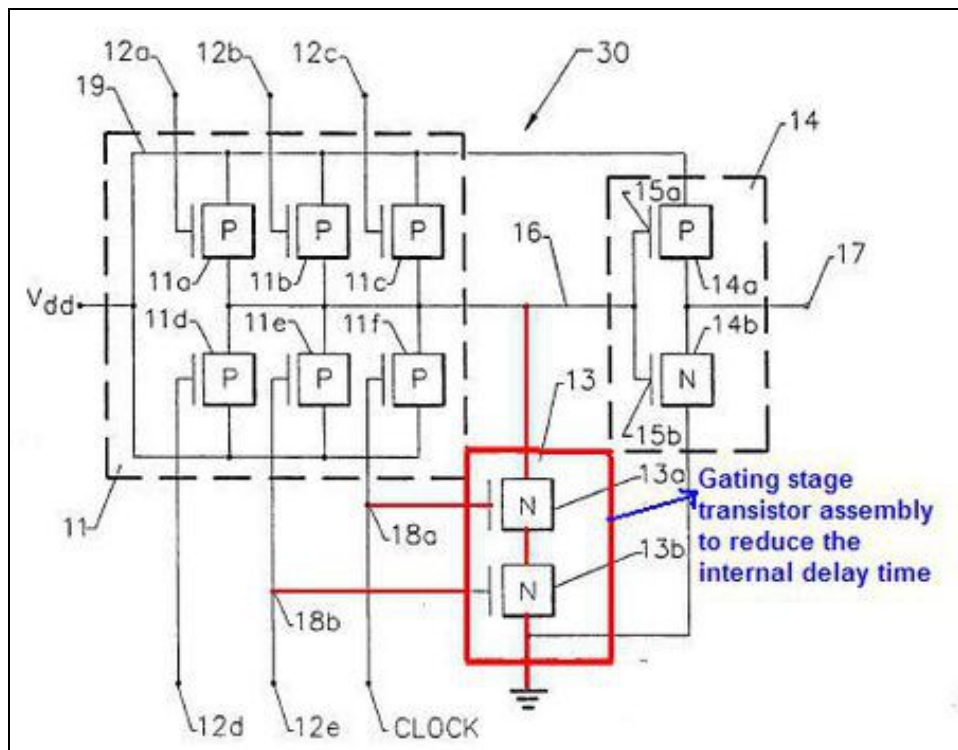 12a
12b
12c
30
19
14
15a
P
P
P
P
16
17
11a
11b
11c
14a
Vdd
11d
11e
11f
14b
P
P
P
N
13
15b
13a
Gating stage
transistor assembly
to reduce the
internal delay time
11
18a
N
13b
N
18b
12d
12e
CLOCK